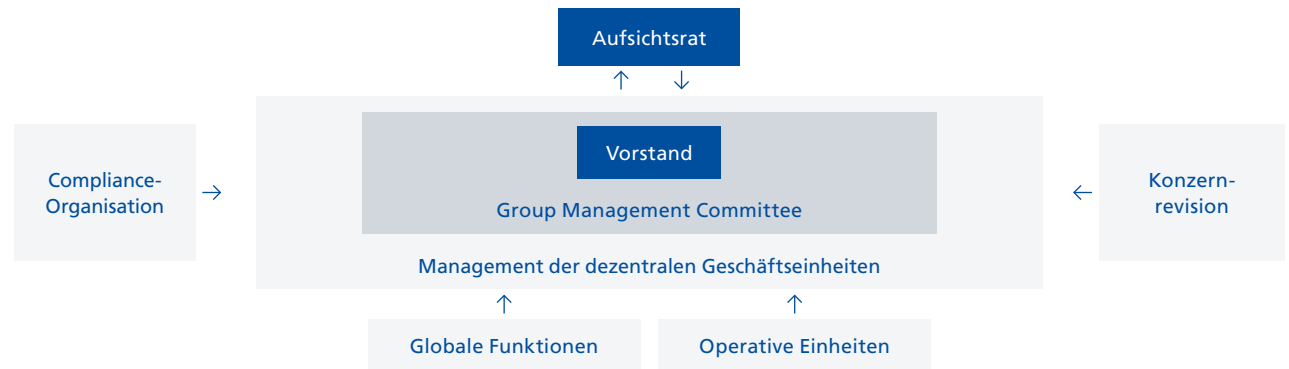 Aufsichtsrat
Vorstand
Group Management Committee
Management der dezentralen Geschäftseinheiten
Compliance-
Organisation
Konzern-
revision
Globale Funktionen
Operative Einheiten